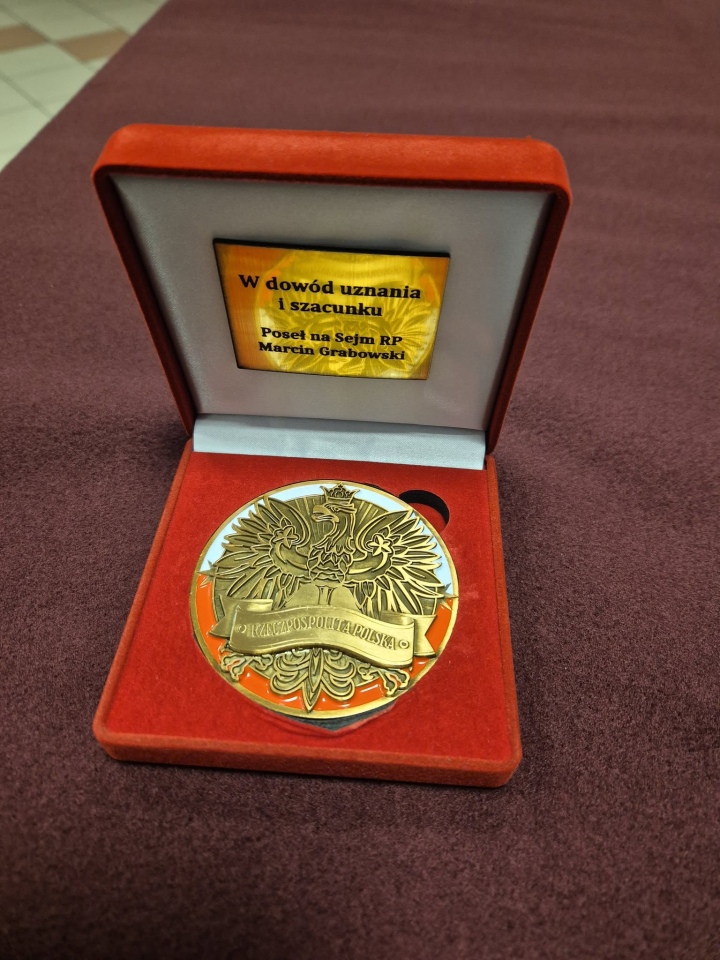 W dowód uznania
i szacunku
Poseł na Sejm RP
Marcin Grabowski
RZECZPOSPOLITA POLSKA